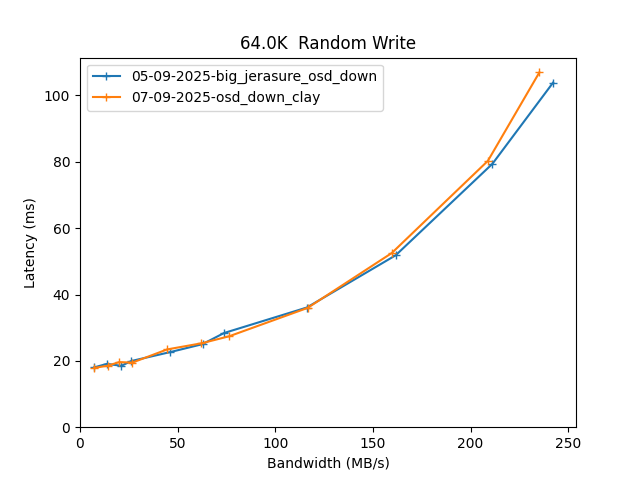 64.0K  Random Write
05-09-2025-big_jerasure_osd_down
07-09-2025-osd_down_clay
Latency (ms)
100
80
60
40
20
0
0 50 100 150 200 250
Bandwidth (MB/s)